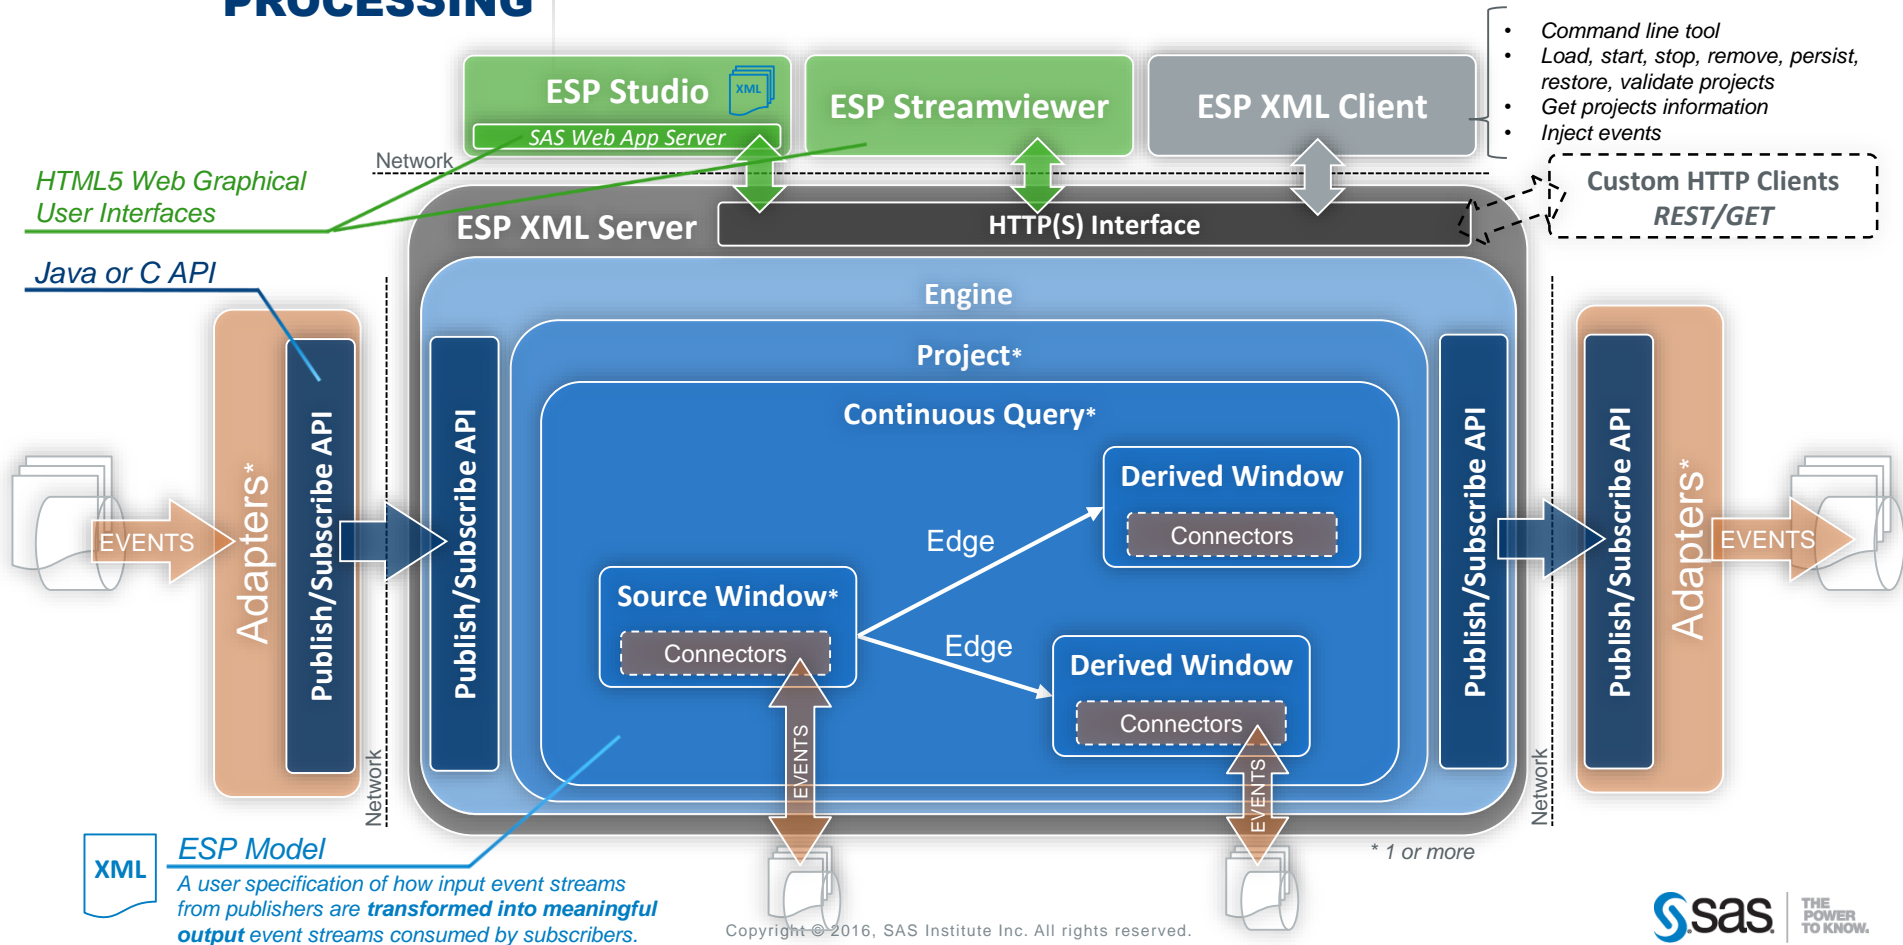 PROCESSING
ESP Studio
XML
SAS Web App Server
ESP Streamviewer
ESP XML Client
• Command line tool
• Load, start, stop, remove, persist,
restore, validate projects
• Get projects information
• Inject events
Network
HTML5 Web Graphical
User Interfaces
Custom HTTP Clients
REST/GET
ESP XML Server
HTTP(S) Interface
Java or C API
Engine
Project*
Continuous Query*
EVENTS
Adapters*
Publish/Subscribe API
Network
Publish/Subscribe API
Source Window*
Connectors
Edge
Edge
Derived Window
Connectors
Derived Window
Connectors
EVENTS
EVENTS
Publish/Subscribe API
Network
Publish/Subscribe API
Adapters*
EVENTS
* 1 or more
XML
ESP Model
A user specification of how input event streams
from publishers are transformed into meaningful
output event streams consumed by subscribers.
Copyright © 2016, SAS Institute Inc. All rights reserved.
sas
THE
POWER
TO KNOW.